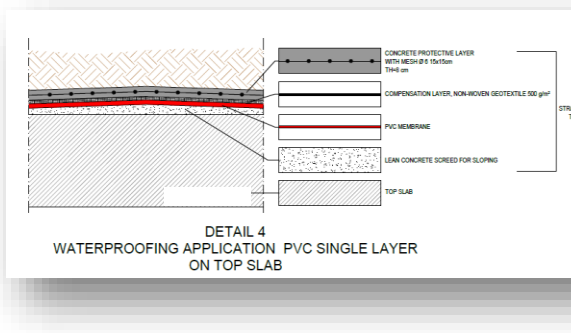 CONCRETE PROTECTIVE LAYER
WITH MESH Ø 6 15x15cm
TH=8 cm
COMPENSATION LAYER, NON-WOVEN GEOTEXTILE 500 g/m²
PVC MEMBRANE
LEAN CONCRETE SCREED FOR SLOPING
TOP SLAB
STRA
T
DETAIL 4
WATERPROOFING APPLICATION PVC SINGLE LAYER
ON TOP SLAB